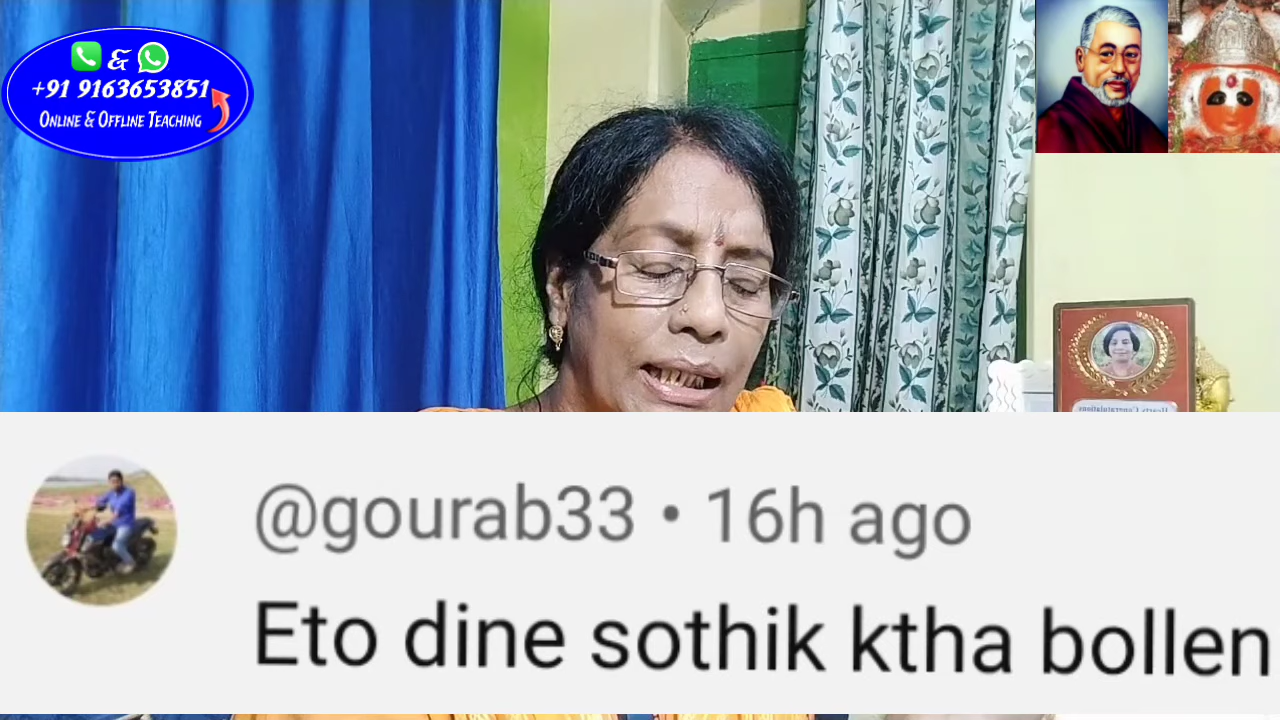 &
+91 9163653851
Online & Offline Teaching
@gourab33 • 16h ago
Eto dine sothik ktha bollen